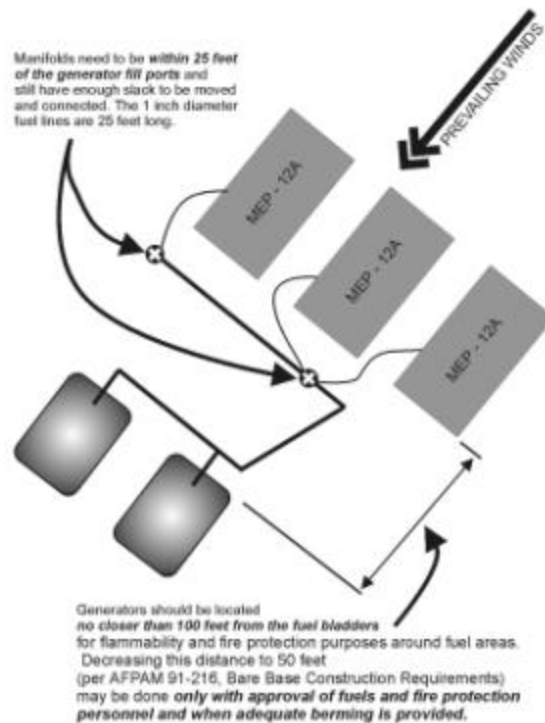 Manifolds need to be within 25 feet
of the generator fill ports and
still have enough slack to be moved
and connected. The 1 inch diameter
fuel lines are 25 feet long.
PREVAILING WINDS
MEP - 12A
MEP - 12A
MEP - 12A
Generators should be located
no closer than 100 feet from the fuel bladders
for flammability and fire protection purposes around fuel areas.
Decreasing this distance to 50 feet
(per AFPAM 91-216, Bare Base Construction Requirements)
may be done only with approval of fuels and fire protection
personnel and when adequate berming is provided.